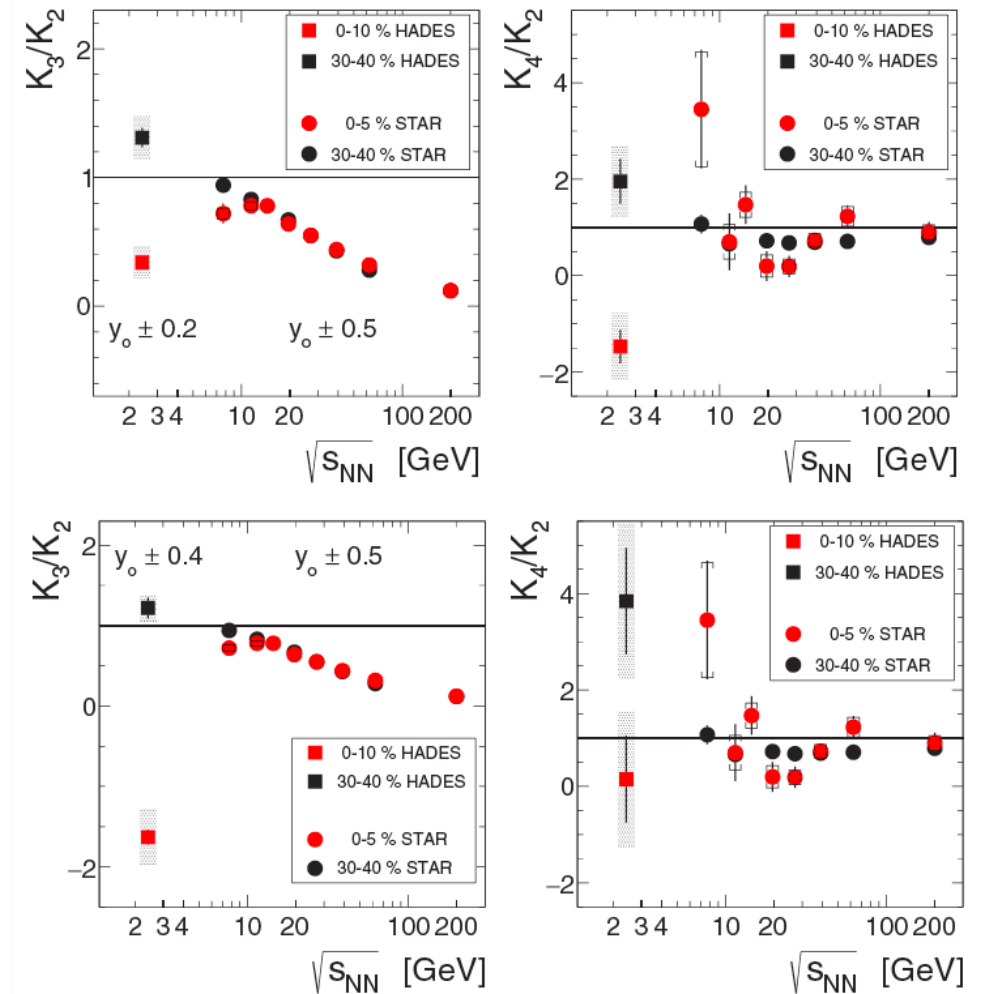 K3/K2
2
1
0
0-10 % HADES
30-40 % HADES
0-5 % STAR
30-40 % STAR
yo ± 0.2
yo ± 0.5
2 3 4 10 20 100 200
√sNN [GeV]
K4/K2
4
2
0
−2
0-10 % HADES
30-40 % HADES
0-5 % STAR
30-40 % STAR
2 3 4 10 20 100 200
√sNN [GeV]
K3/K2
2
0
−2
yo ± 0.4
yo ± 0.5
0-10 % HADES
30-40 % HADES
0-5 % STAR
30-40 % STAR
2 3 4 10 20 100 200
√sNN [GeV]
K4/K2
4
2
0
−2
0-10 % HADES
30-40 % HADES
0-5 % STAR
30-40 % STAR
2 3 4 10 20 100 200
√sNN [GeV]